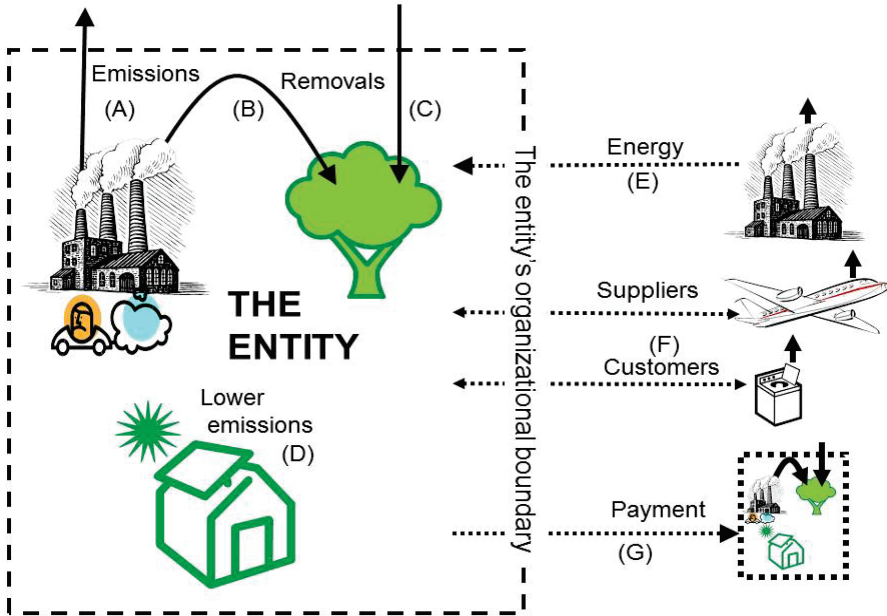 Emissions
(A)
(B)
Removals
(C)
THE
ENTITY
Lower
emissions
(D)
The entity's organizational boundary
Energy
(E)
Suppliers
(F)
Customers
Payment
(G)